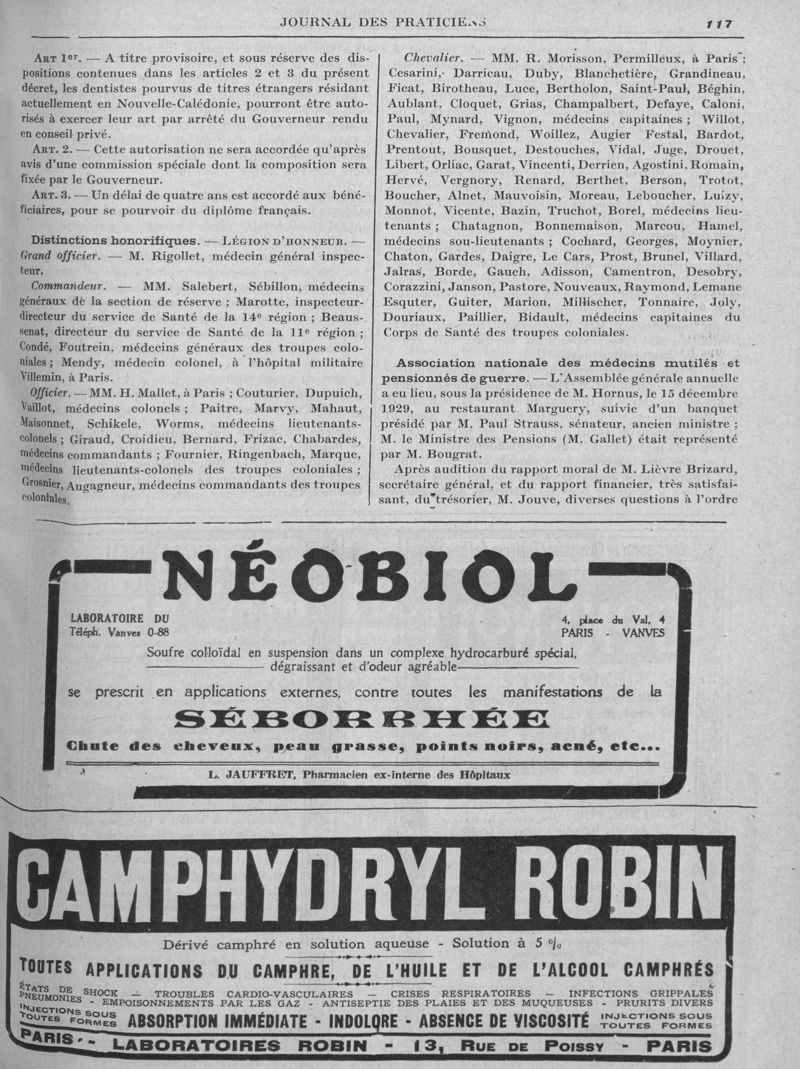 JOURNAL DES PRATICIENS
117
ART 1er. — A titre provisoire, et sous réserve des dis-
positions contenues dans les articles 2 et 3 du présent
décret, les dentistes pourvus de titres étrangers résidant
actuellement en Nouvelle-Calédonie, pourront être auto-
risés à exercer leur art par arrêté du Gouverneur rendu
en conseil privé.
ART. 2. — Cette autorisation ne sera accordée qu'après
avis d'une commission spéciale dont la composition sera
fixée par le Gouverneur.
ART. 3. — Un délai de quatre ans est accordé aux béné-
ficiaires, pour se pourvoir du diplôme français.
Distinctions honorifiques. — LÉGION D'HONNEUR. —
Grand officier. — M. Rigollet, médecin général inspec-
teur.
Commandeur. — MM. Salebert, Sébillon, médecins
généraux de la section de réserve ; Marotte, inspecteur-
directeur du service de Santé de la 14e région ; Beaus-
senat, directeur du service de Santé de la 11e région ;
Condé, Foutrein, médecins généraux des troupes colo-
niales ; Mendy, médecin colonel, à l'hôpital militaire
Villemin, à Paris.
Officier. — MM. H. Mallet, à Paris ; Couturier, Dupuich,
Vaillot, médecins colonels ; Paitre, Marvy, Mahaut,
Maisonnet, Schikele, Worms, médecins lieutenants-
colonels ; Giraud, Croidieu, Bernard, Frizac, Chabardes,
médecins commandants ; Fournier, Ringenbach, Marque,
médecins lieutenants-colonels des troupes coloniales ;
Grosnier, Augagneur, médecins commandants des troupes
coloniales.
Chevalier. — MM. R. Morisson, Permilleux, à Paris ;
Cesarini, Darricau, Duby, Blanchetière, Grandineau,
Ficat, Birotheau, Luce, Bertholon, Saint-Paul, Béghin,
Aublant, Cloquet, Grias, Champalbert, Defaye, Caloni,
Paul, Mynard, Vignon, médecins capitaines ; Willot,
Chevalier, Fremond, Woillez, Augier Festal, Bardot,
Prentout, Bousquet, Destouches, Vidal, Juge, Drouet,
Libert, Orliac, Garat, Vincenti, Derrien, Agostini, Romain,
Hervé, Vergnory, Renard, Berthet, Berson, Trotot,
Boucher, Alnet, Mauvoisin, Moreau, Leboucher, Luizy,
Monnot, Vicente, Bazin, Truchot, Borel, médecins lieu-
tenants ; Chatagnon, Bonnemaison, Marcou, Hamel,
médecins sou-lieutenants ; Cochard, Georges, Moynier,
Chaton, Gardes, Daigre, Le Cars, Prost, Brunel, Villard,
Jalras, Borde, Gauch, Adisson, Camentron, Desobry,
Corazzini, Janson, Pastore, Nouveaux, Raymond, Lemane
Esquter, Guiter, Marion, Millischer, Tonnaire, Joly,
Douriaux, Paillier, Bidault, médecins capitaines du
Corps de Santé des troupes coloniales.
Association nationale des médecins mutilés et
pensionnés de guerre. — L'Assemblée générale annuelle
a eu lieu, sous la présidence de M. Hornus, le 15 décembre
1929, au restaurant Marguery, suivie d'un banquet
présidé par M. Paul Strauss, sénateur, ancien ministre ;
M. le Ministre des Pensions (M. Gallet) était représenté
par M. Bougrat.
Après audition du rapport moral de M. Lièvre Brizard,
secrétaire général, et du rapport financier, très satisfai-
sant, du trésorier, M. Jouve, diverses questions à l'ordre
NÉOBIOL
LABORATOIRE DU
Téléph. Vanves 0-88
4, place du Val, 4
PARIS - VANVES
Soufre colloïdal en suspension dans un complexe hydrocarburé spécial,
dégraissant et d'odeur agréable
se prescrit en applications externes, contre toutes les manifestations de la
SÉBORRHÉE
Chute des cheveux, peau grasse, points noirs, acné, etc...
L. JAUFFRET, Pharmacien ex-interne des Hôpitaux
CAMPHYDRYL ROBIN
Dérivé camphré en solution aqueuse - Solution à 5 %
TOUTES APPLICATIONS DU CAMPHRE, DE L'HUILE ET DE L'ALCOOL CAMPHRÉS
ÉTATS DE SHOCK — TROUBLES CARDIO-VASCULAIRES — CRISES RESPIRATOIRES — INFECTIONS GRIPPALES
PNEUMONIES - EMPOISONNEMENTS PAR LES GAZ - ANTISEPTIE DES PLAIES ET DES MUQUEUSES - PRURITS DIVERS
INJECTIONS SOUS
TOUTES FORMES
ABSORPTION IMMÉDIATE - INDOLORE - ABSENCE DE VISCOSITÉ
INJECTIONS SOUS
TOUTES FORMES
PARIS - LABORATOIRES ROBIN - 13, RUE DE POISSY - PARIS